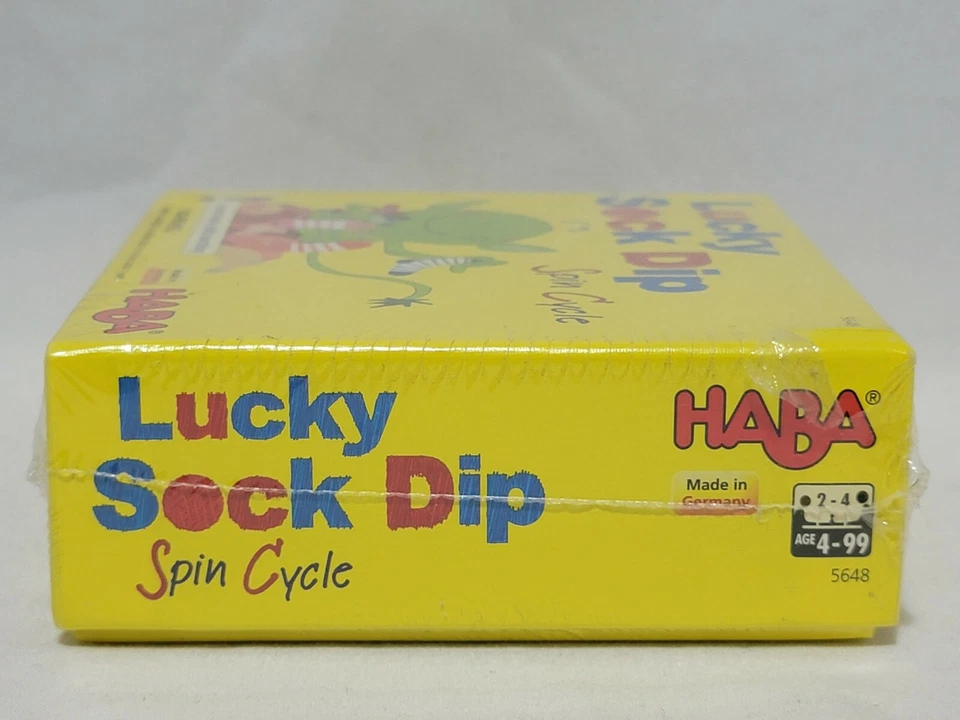 Lucky
Sock Dip
Spin Cycle
HABA®
Lucky
Sock Dip
Spin Cycle
HABA®
Made in
Germany
2-4
AGE 4-99
5648